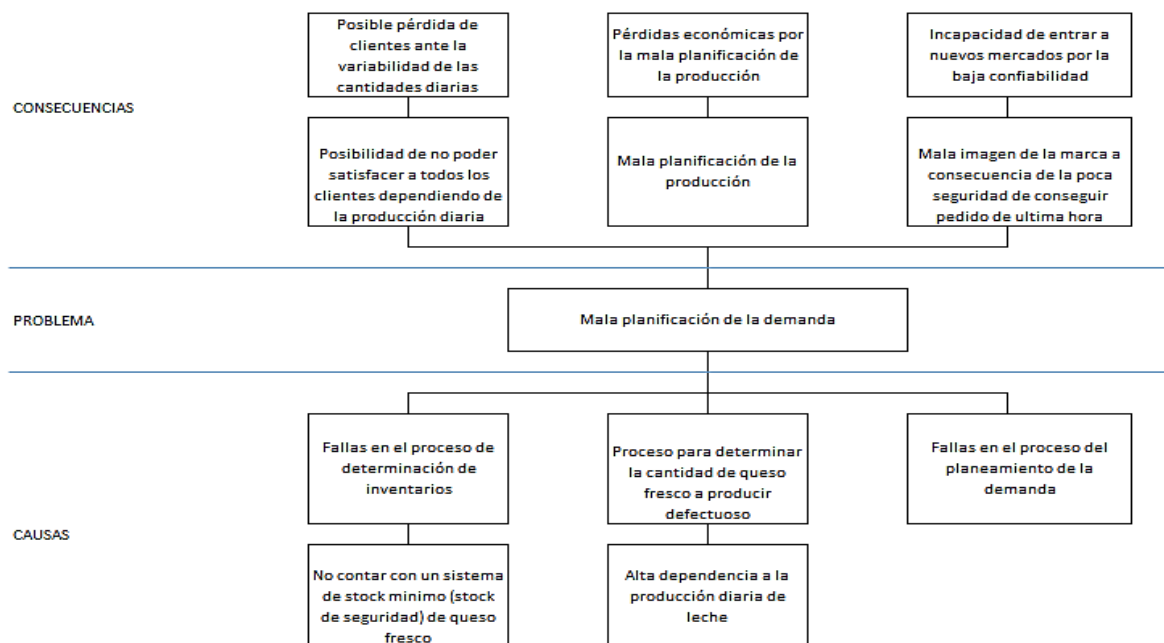 Posible pérdida de
clientes ante la
variabilidad de las
cantidades diarias
Pérdidas económicas por
la mala planificación de
la producción
Incapacidad de entrar a
nuevos mercados por la
baja confiabilidad
CONSECUENCIAS
Posibilidad de no poder
satisfacer a todos los
clientes dependiendo de
la producción diaria
Mala planificación de la
producción
Mala imagen de la marca a
consecuencia de la poca
seguridad de conseguir
pedido de ultima hora
PROBLEMA
Mala planificación de la demanda
Fallas en el proceso de
determinación de
inventarios
Proceso para determinar
la cantidad de queso
fresco a producir
defectuoso
Fallas en el proceso del
planeamiento de la
demanda
CAUSAS
No contar con un sistema
de stock minimo (stock
de seguridad) de queso
fresco
Alta dependencia a la
producción diaria de
leche